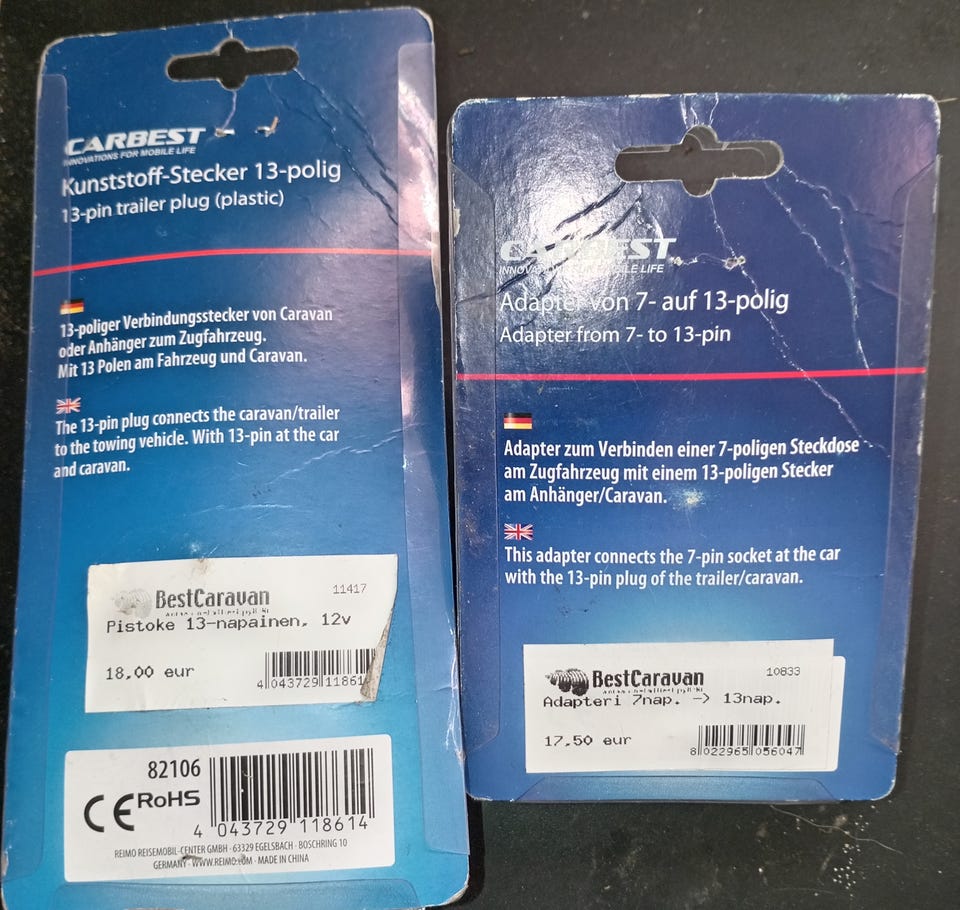 CARBEST
INNOVATIONS FOR MOBILE LIFE
Kunststoff-Stecker 13-polig
13-pin trailer plug (plastic)
13-poliger Verbindungsstecker von Caravan
oder Anhänger zum Zugfahrzeug.
Mit 13 Polen am Fahrzeug und Caravan.
The 13-pin plug connects the caravan/trailer
to the towing vehicle. With 13-pin at the car
and caravan.
BestCaravan
11417
Pistoke 13-napainen, 12v
18,00 eur
4 043729 11861
82106
CE RoHS
4 043729 118614
REIMO REISEMOBIL-CENTER GMBH · 63329 EGELSBACH · BOSCHRING 10
GERMANY · WWW.REIMO.COM · MADE IN CHINA
CARBEST
INNOVATIONS FOR MOBILE LIFE
Adapter von 7- auf 13-polig
Adapter from 7- to 13-pin
Adapter zum Verbinden einer 7-poligen Steckdose
am Zugfahrzeug mit einem 13-poligen Stecker
am Anhänger/Caravan.
This adapter connects the 7-pin socket at the car
with the 13-pin plug of the trailer/caravan.
BestCaravan
10833
Adapteri 7nap. -> 13nap.
17,50 eur
8 022965 056047